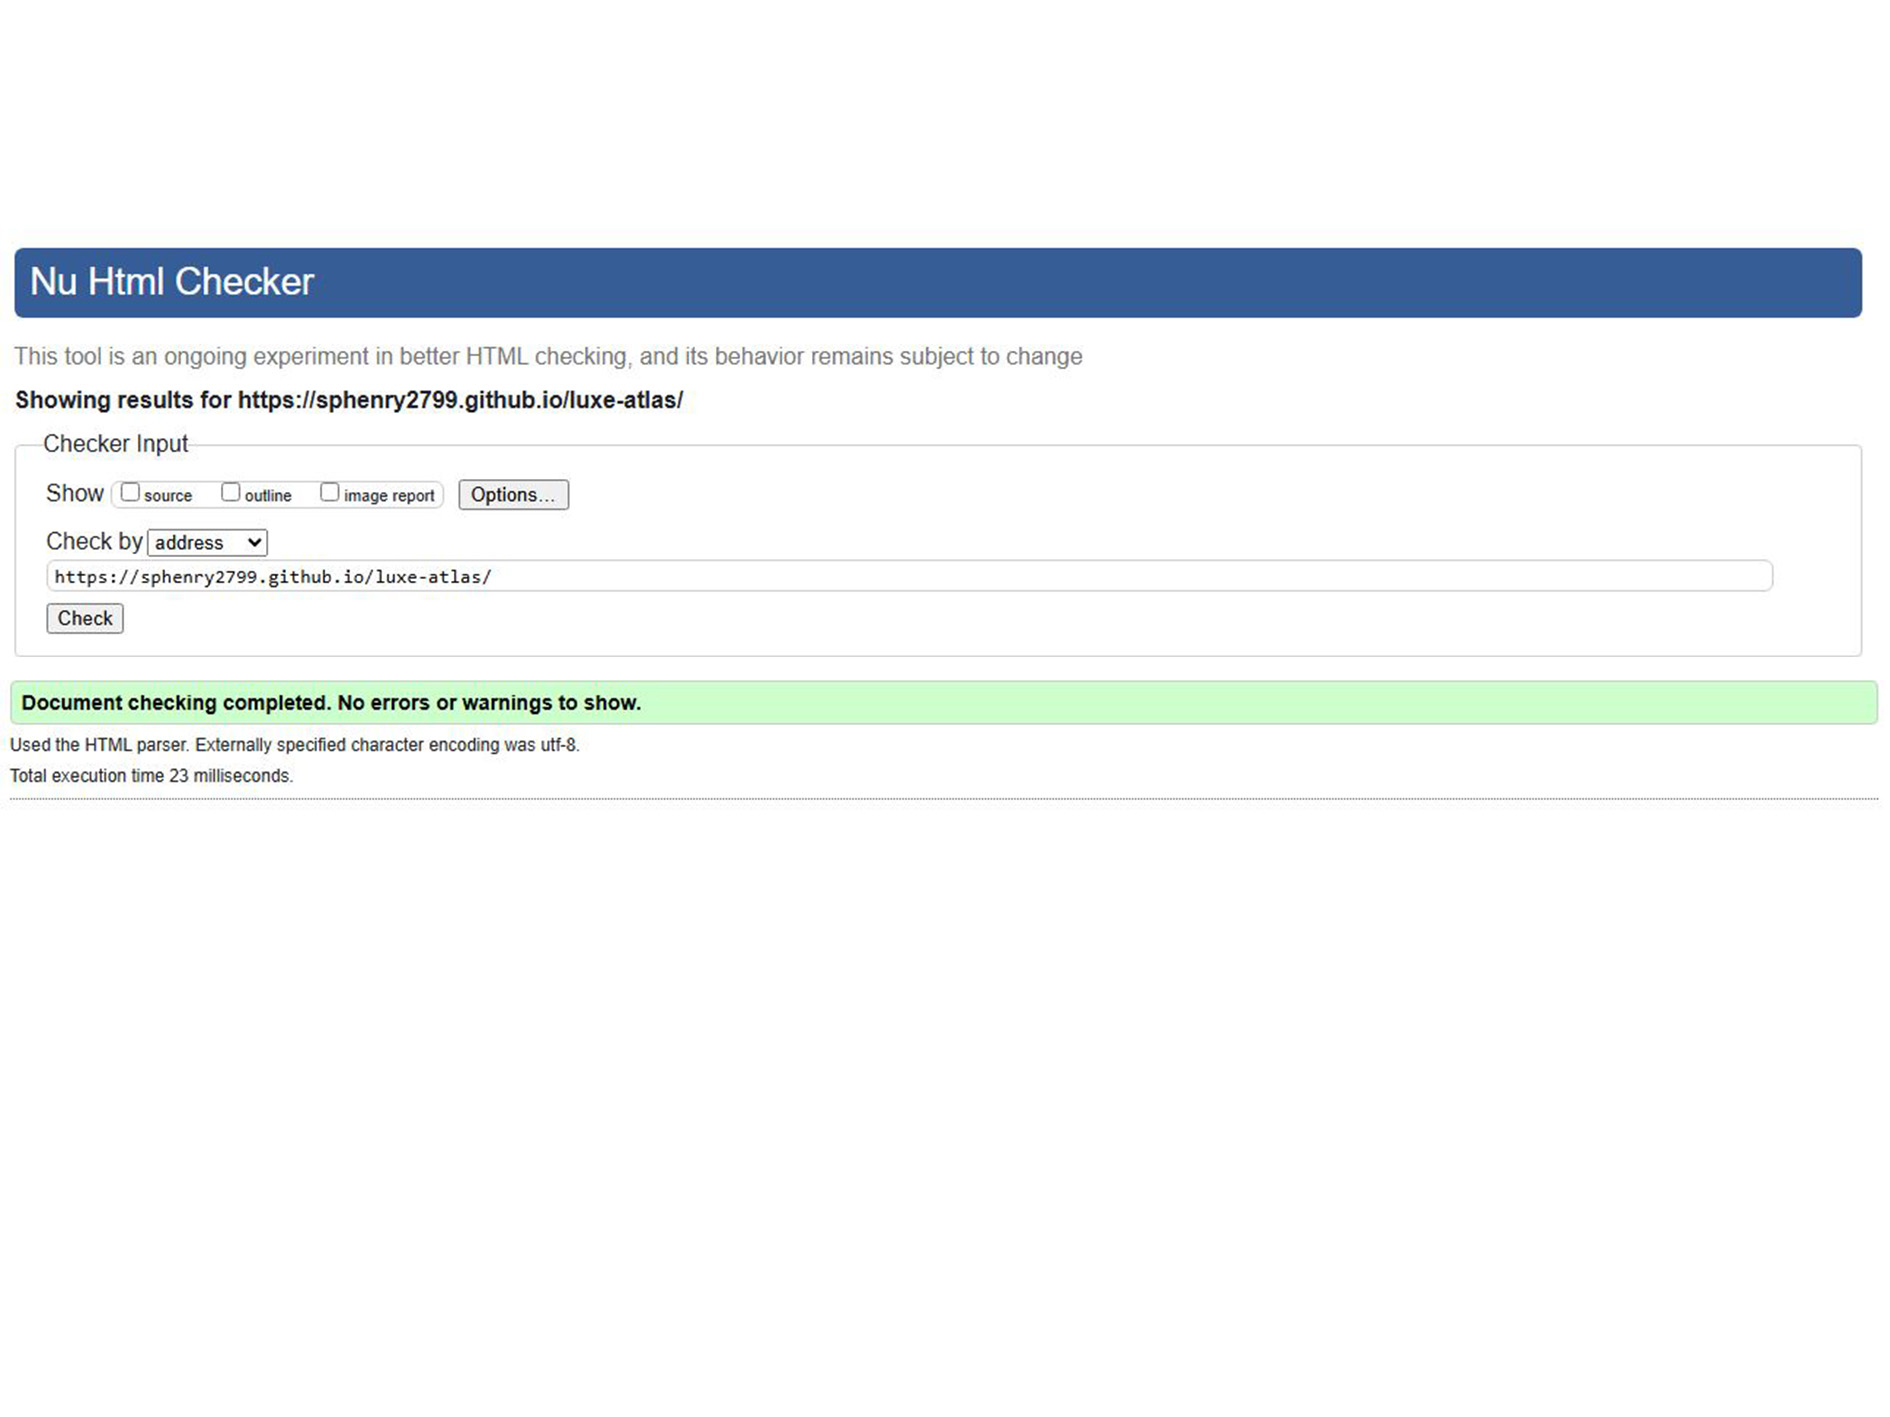 Nu Html Checker
This tool is an ongoing experiment in better HTML checking, and its behavior remains subject to change
Showing results for https://sphenry2799.github.io/luxe-atlas/
Checker Input
Show source outline image report Options...
Check by address
https://sphenry2799.github.io/luxe-atlas/
Check
Document checking completed. No errors or warnings to show.
Used the HTML parser. Externally specified character encoding was utf-8.
Total execution time 23 milliseconds.